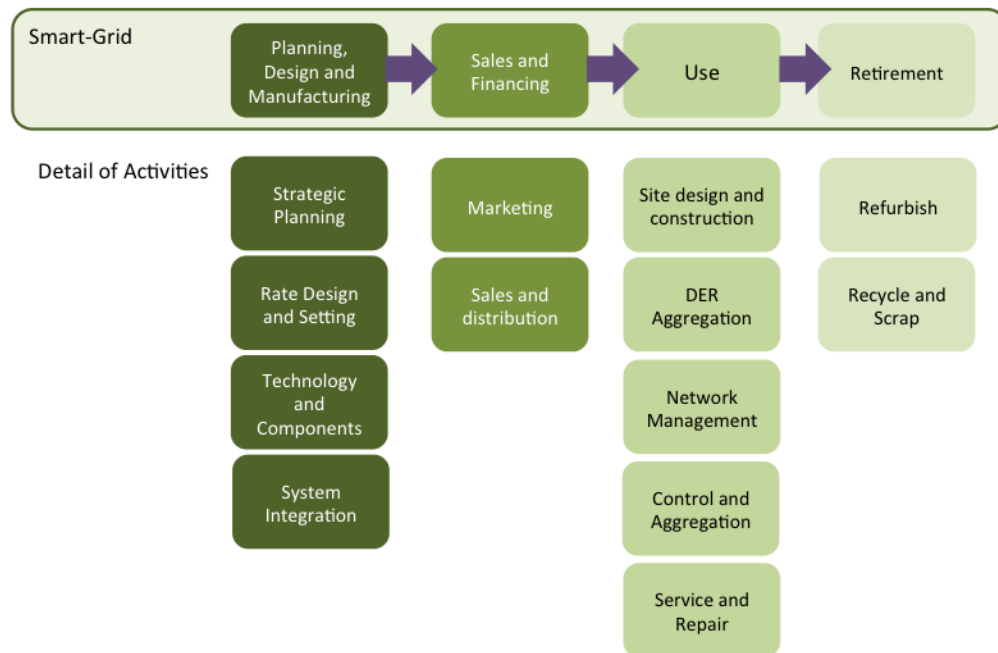 Smart-Grid
Planning,
Design and
Manufacturing
Sales and
Financing
Use
Retirement
Detail of Activities
Strategic
Planning
Rate Design
and Setting
Technology
and
Components
System
Integration
Marketing
Sales and
distribution
Site design and
construction
DER
Aggregation
Network
Management
Control and
Aggregation
Service and
Repair
Refurbish
Recycle and
Scrap